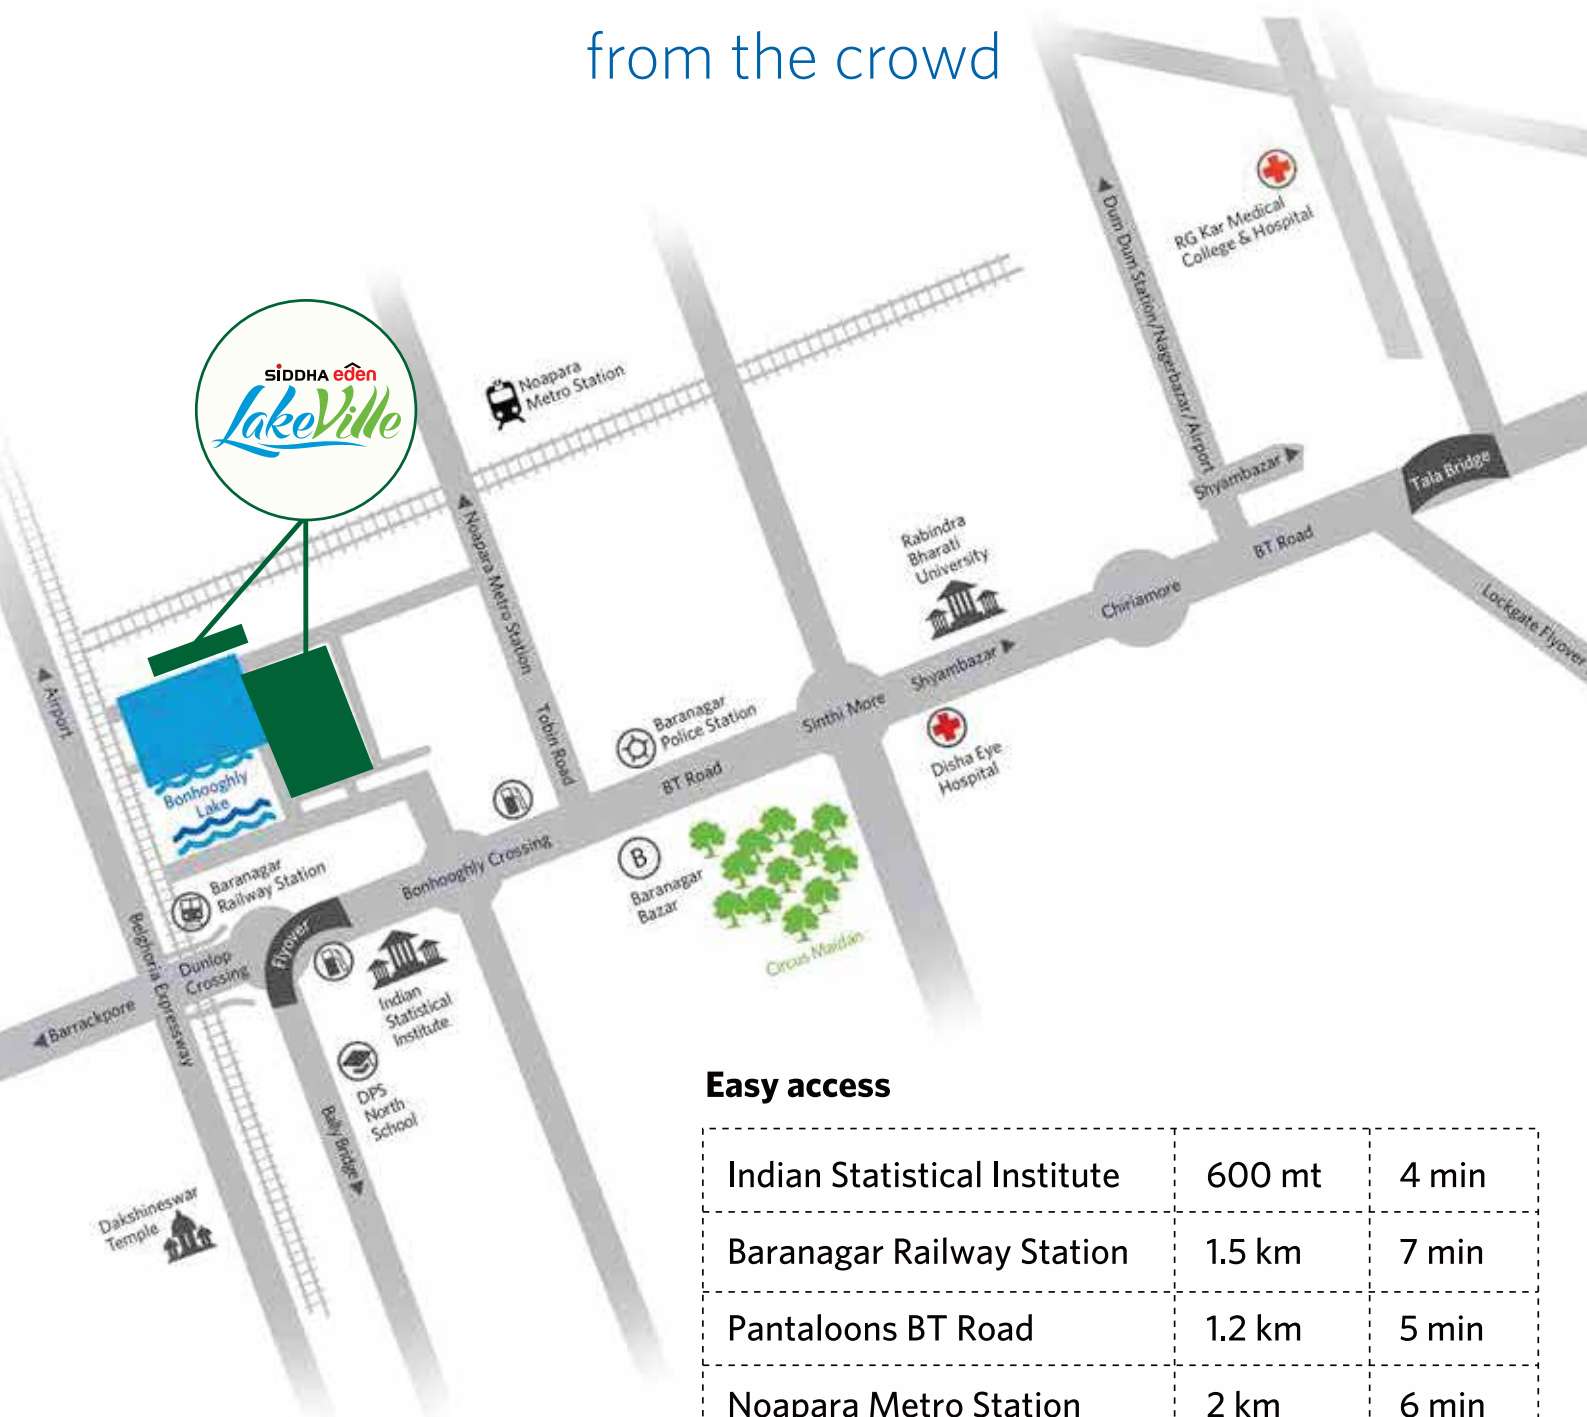 from the crowd
RG Kar Medical
College & Hospital
Dum Dum Station/Nagerbazar/Airport
SiDDHA eden
LakeVille
Noapara
Metro Station
Shyambazar
Tala Bridge
BT Road
Rabindra
Bharati
University
Chiriamore
Lockgate Flyover
Noapara Metro Station
Tobin Road
Shyambazar
Sinthi More
Airport
Baranagar
Police Station
BT Road
Disha Eye
Hospital
Bonhooghly
Lake
Bonhooghly Crossing
B
Baranagar
Bazar
Circus Maidan
Baranagar
Railway Station
Flyover
Dunlop
Crossing
Belghoria Expressway
Barrackpore
Indian
Statistical
Institute
DPS
North
School
Bally Bridge
Dakshineswar
Temple
Easy access
Indian Statistical Institute 600 mt 4 min
Baranagar Railway Station 1.5 km 7 min
Pantaloons BT Road 1.2 km 5 min
Noapara Metro Station 2 km 6 min